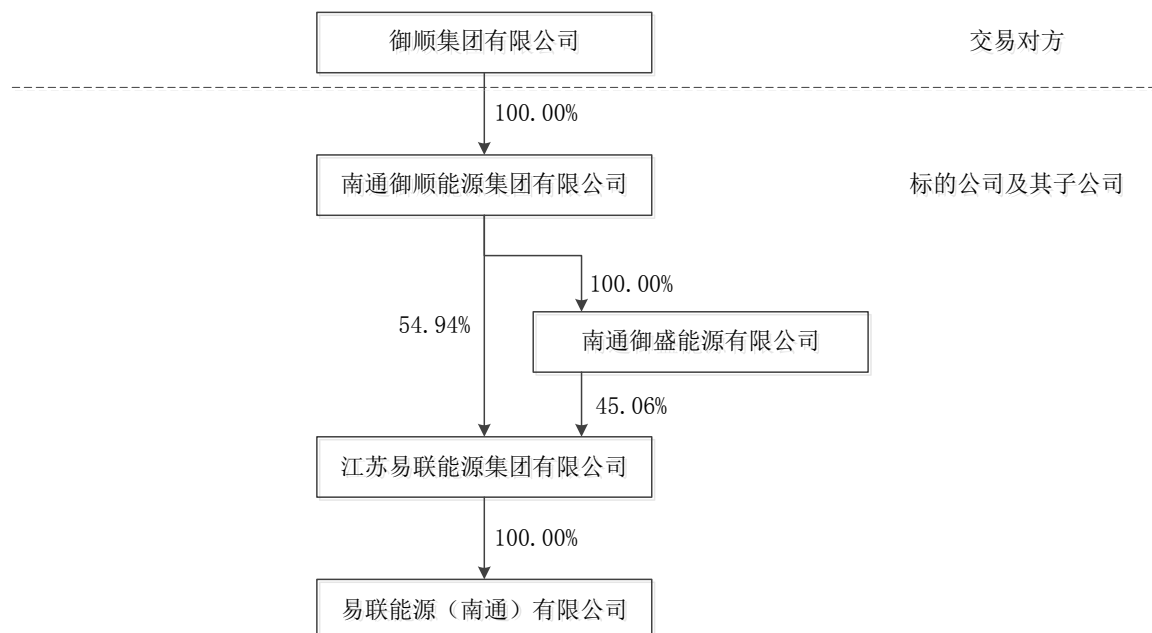 御顺集团有限公司
交易对方
100.00%
南通御顺能源集团有限公司
标的公司及其子公司
100.00%
54.94%
南通御盛能源有限公司
45.06%
江苏易联能源集团有限公司
100.00%
易联能源（南通）有限公司